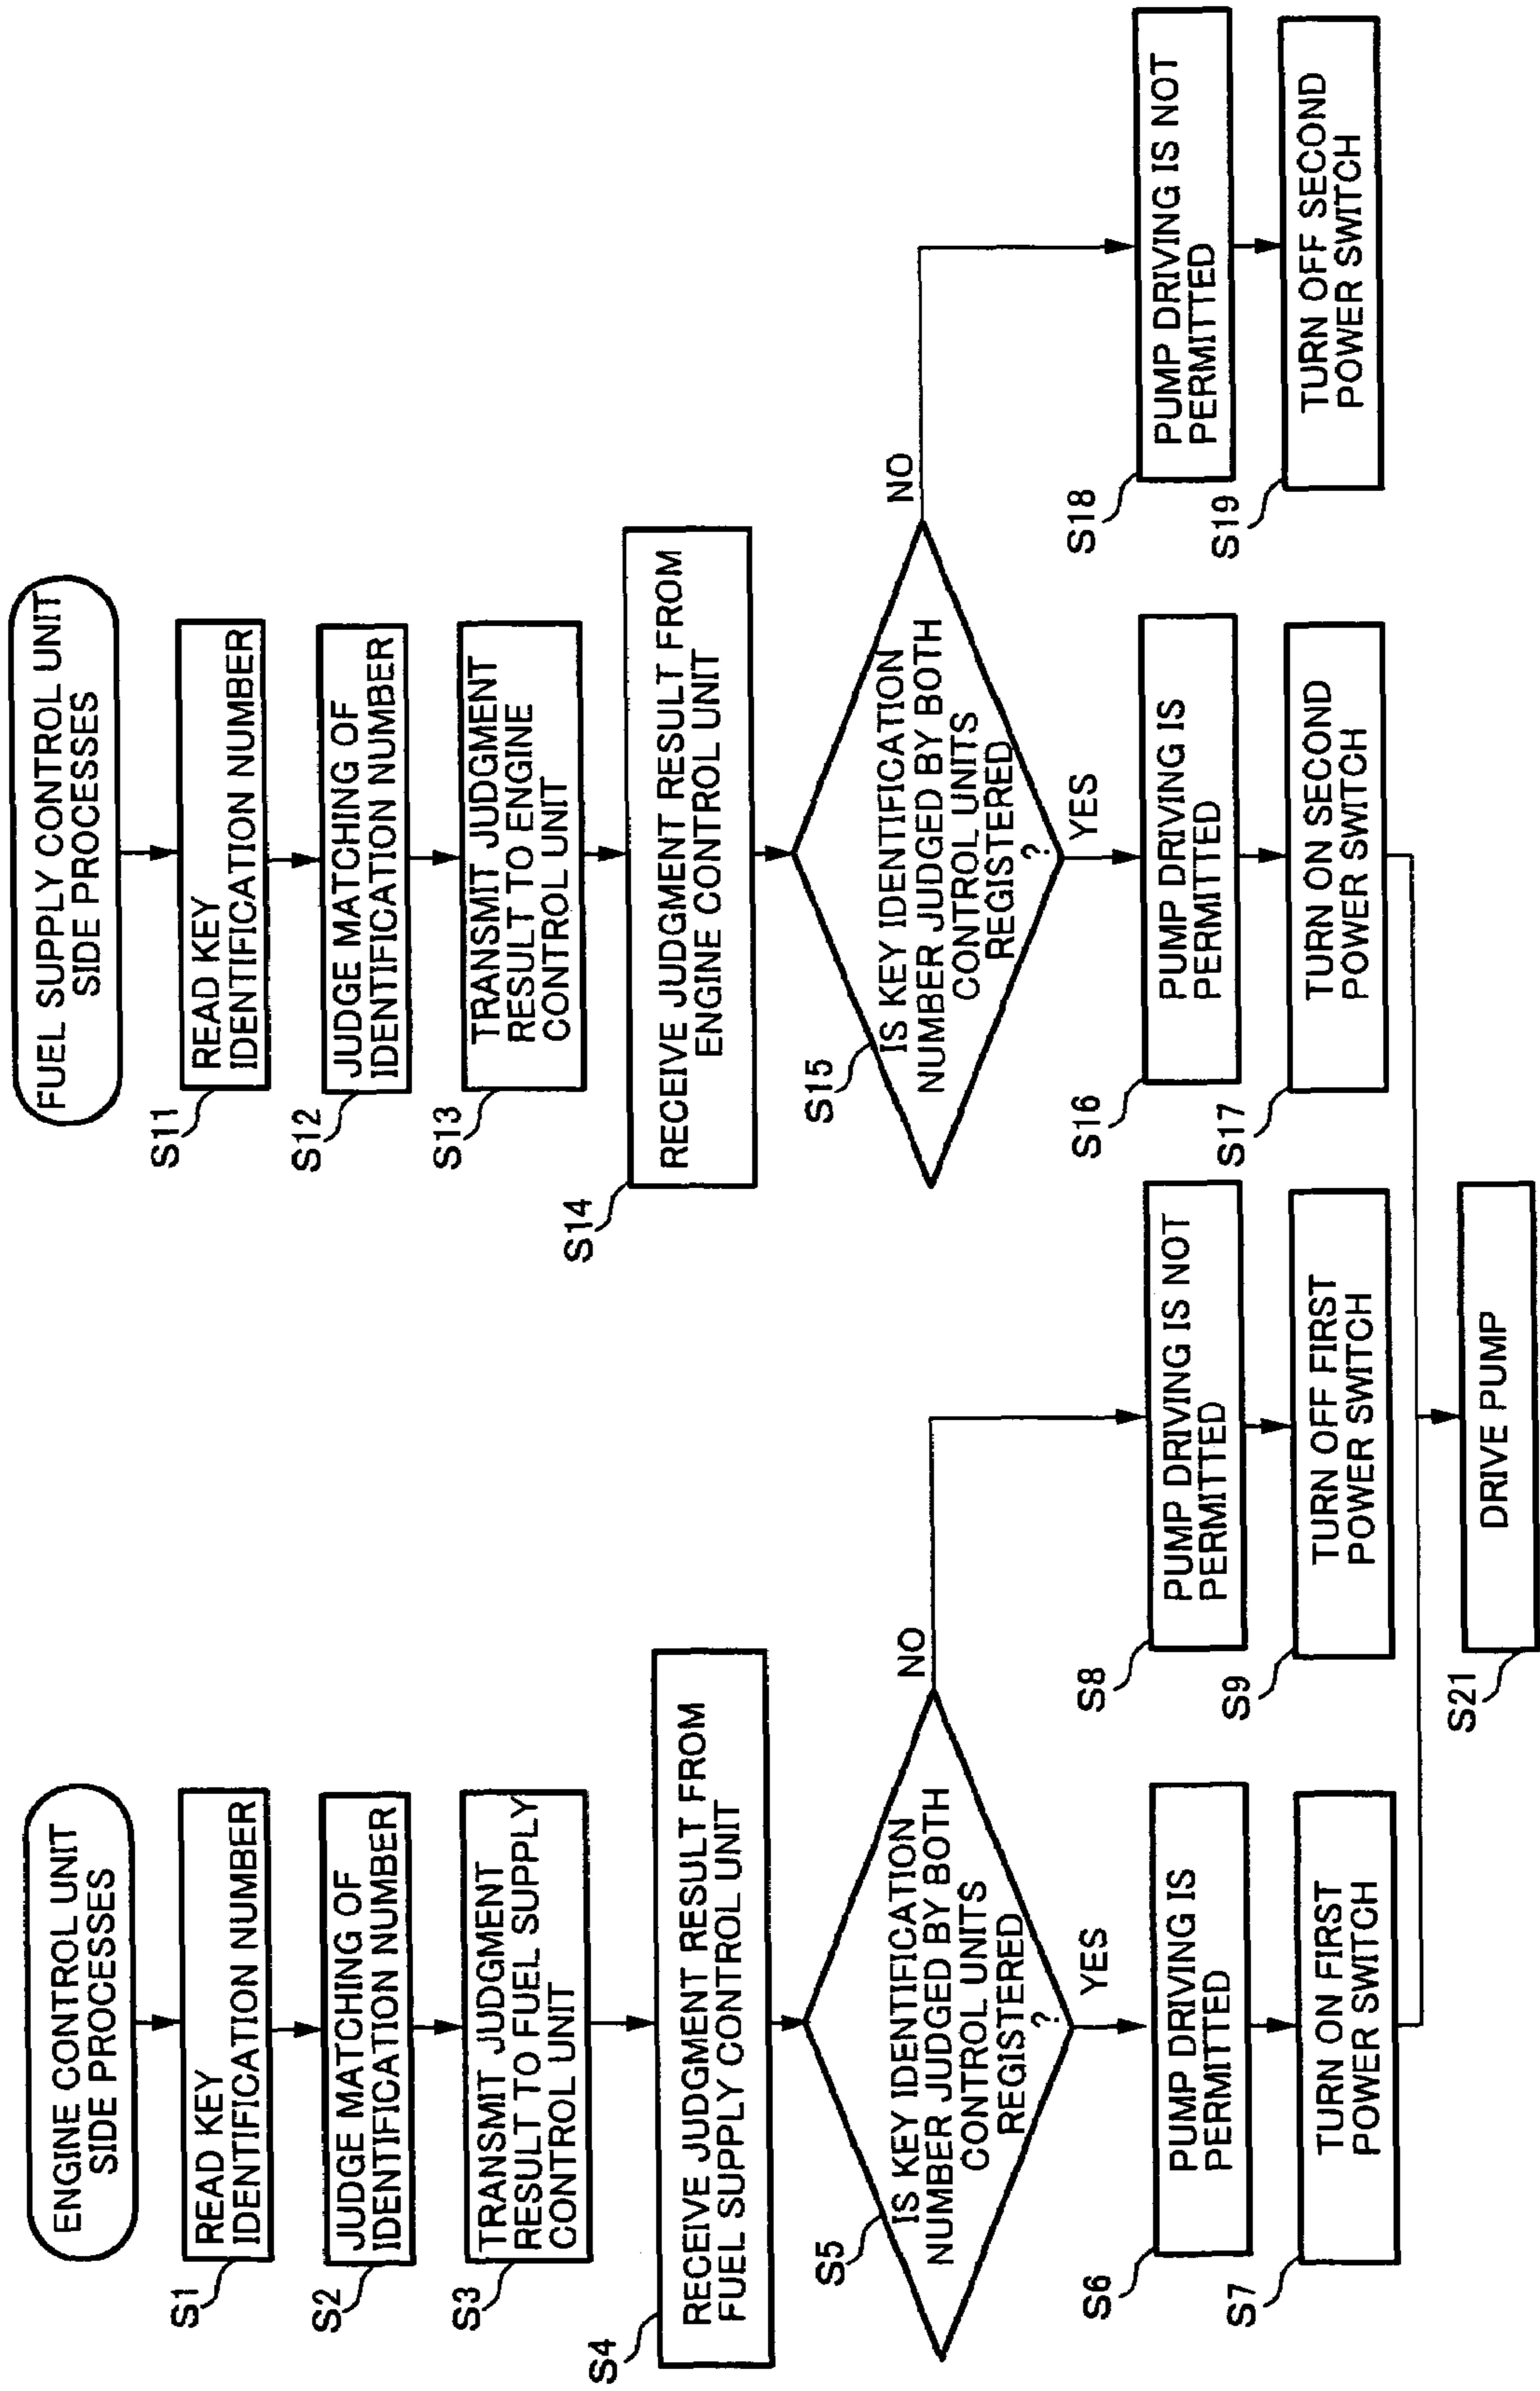 ENGINE CONTROL UNIT
SIDE PROCESSES
S1
READ KEY
IDENTIFICATION NUMBER
S2
JUDGE MATCHING OF
IDENTIFICATION NUMBER
S3
TRANSMIT JUDGMENT
RESULT TO FUEL SUPPLY
CONTROL UNIT
S4
RECEIVE JUDGMENT RESULT FROM
FUEL SUPPLY CONTROL UNIT
S5
IS KEY IDENTIFICATION
NUMBER JUDGED BY BOTH
CONTROL UNITS
REGISTERED
?
NO
YES
S6
PUMP DRIVING IS
PERMITTED
S7
TURN ON FIRST
POWER SWITCH
S8
PUMP DRIVING IS NOT
PERMITTED
S9
TURN OFF FIRST
POWER SWITCH
FUEL SUPPLY CONTROL UNIT
SIDE PROCESSES
S11
READ KEY
IDENTIFICATION NUMBER
S12
JUDGE MATCHING OF
IDENTIFICATION NUMBER
S13
TRANSMIT JUDGMENT
RESULT TO ENGINE
CONTROL UNIT
S14
RECEIVE JUDGMENT RESULT FROM
ENGINE CONTROL UNIT
S15
IS KEY IDENTIFICATION
NUMBER JUDGED BY BOTH
CONTROL UNITS
REGISTERED
?
NO
YES
S16
PUMP DRIVING IS
PERMITTED
S17
TURN ON SECOND
POWER SWITCH
S18
PUMP DRIVING IS NOT
PERMITTED
S19
TURN OFF SECOND
POWER SWITCH
S21
DRIVE PUMP